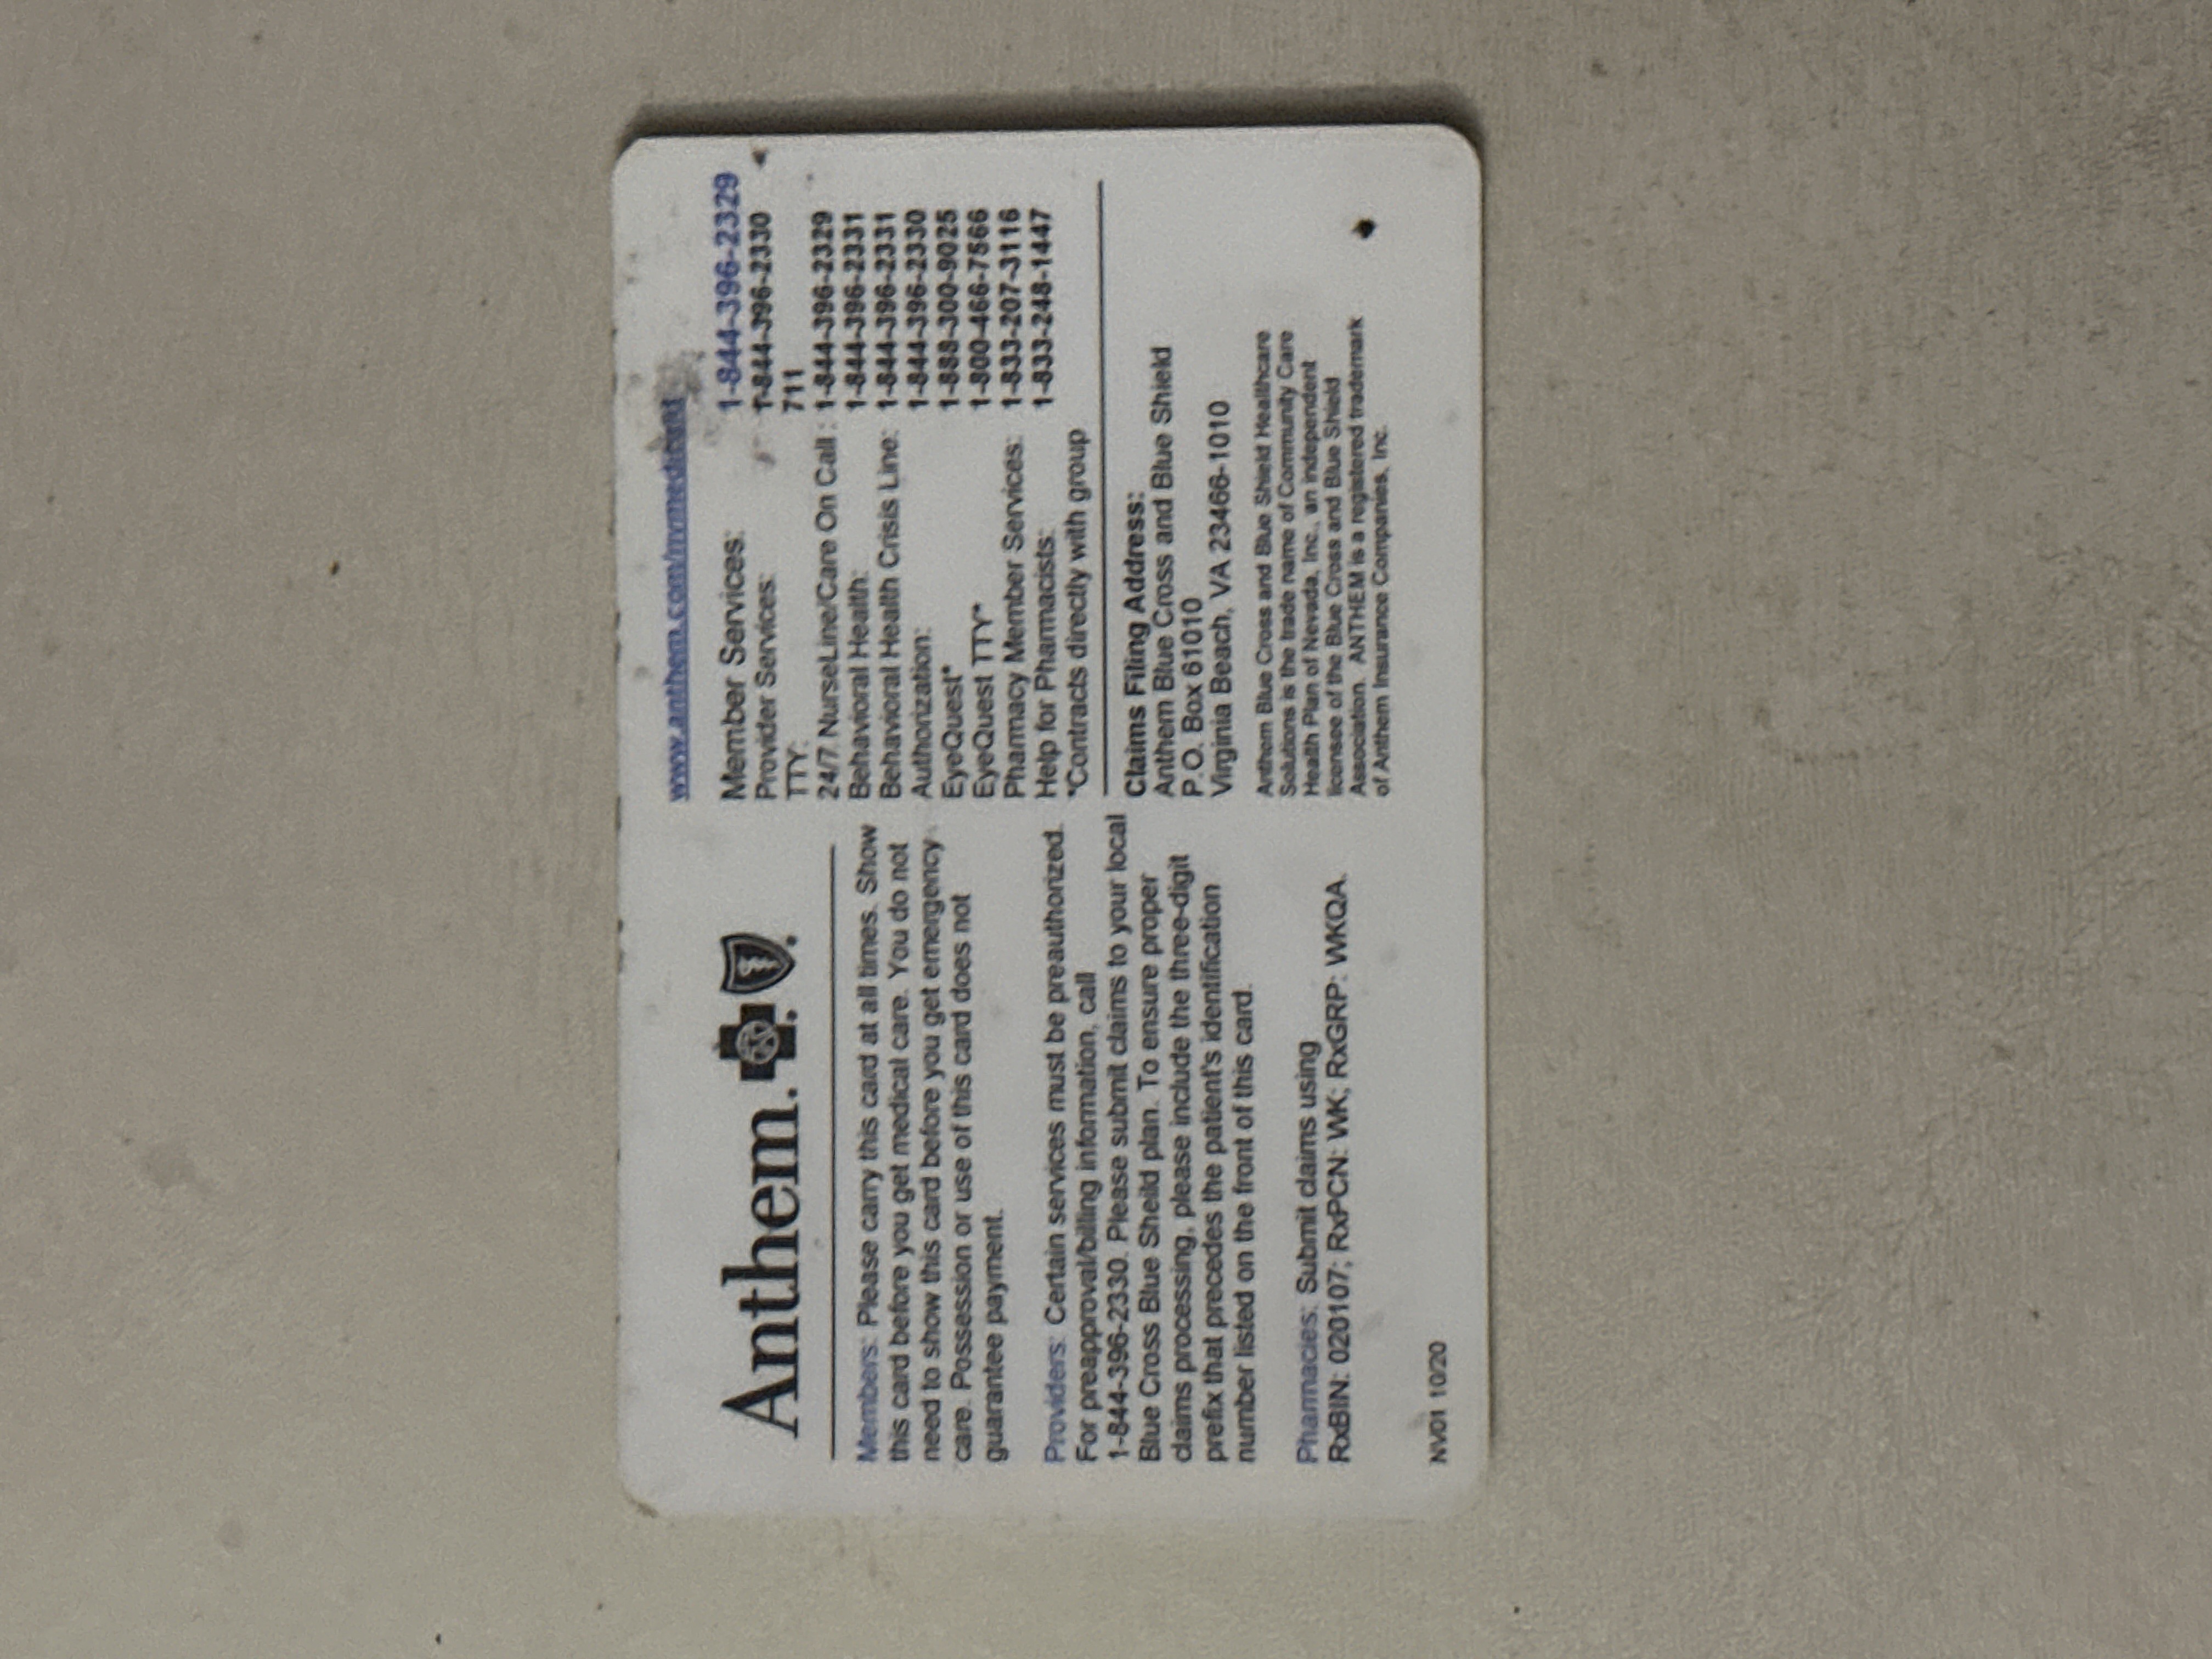 Anthem.
Members: Please carry this card at all times. Show
this card before you get medical care. You do not
need to show this card before you get emergency
care. Possession or use of this card does not
guarantee payment.
Providers: Certain services must be preauthorized.
For preapproval/billing information, call
1-844-396-2330. Please submit claims to your local
Blue Cross Blue Sheild plan. To ensure proper
claims processing, please include the three-digit
prefix that precedes the patient's identification
number listed on the front of this card.
Pharmacies: Submit claims using
RxBIN: 020107; RxPCN: WK; RxGRP: WKQA.
NV01 10/20
www.anthem.com/nvmedicaid
Member Services: 1-844-396-2329
Provider Services: 1-844-396-2330
TTY: 711
24/7 NurseLine/Care On Call : 1-844-396-2329
Behavioral Health: 1-844-396-2331
Behavioral Health Crisis Line: 1-844-396-2331
Authorization: 1-844-396-2330
EyeQuest* 1-888-300-9025
EyeQuest TTY* 1-800-466-7566
Pharmacy Member Services: 1-833-207-3116
Help for Pharmacists: 1-833-248-1447
*Contracts directly with group
Claims Filing Address:
Anthem Blue Cross and Blue Shield
P.O. Box 61010
Virginia Beach, VA 23466-1010
Anthem Blue Cross and Blue Shield Healthcare
Solutions is the trade name of Community Care
Health Plan of Nevada, Inc., an independent
licensee of the Blue Cross and Blue Shield
Association. ANTHEM is a registered trademark
of Anthem Insurance Companies, Inc.